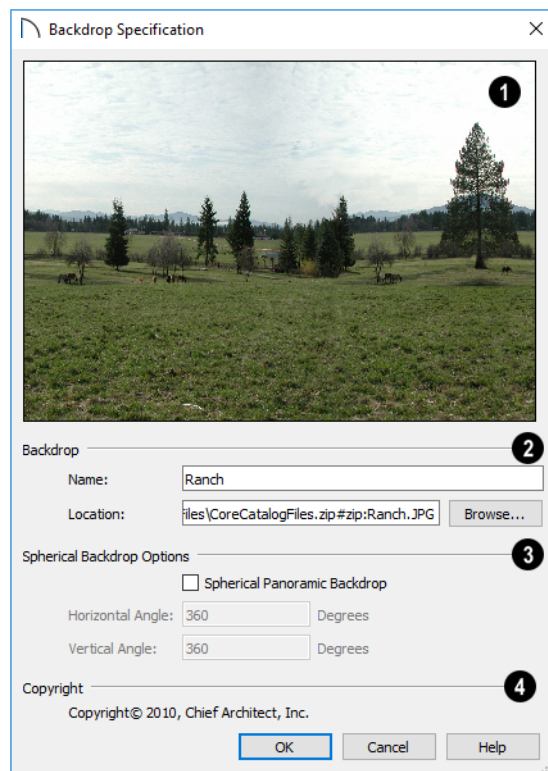 Backdrop Specification
1
Backdrop
2
Name:
Ranch
Location:
iles\CoreCatalogFiles.zip#zip:Ranch.JPG
Browse...
Spherical Backdrop Options
3
Spherical Panoramic Backdrop
Horizontal Angle:
360
Degrees
Vertical Angle:
360
Degrees
Copyright
4
Copyright© 2010, Chief Architect, Inc.
OK
Cancel
Help